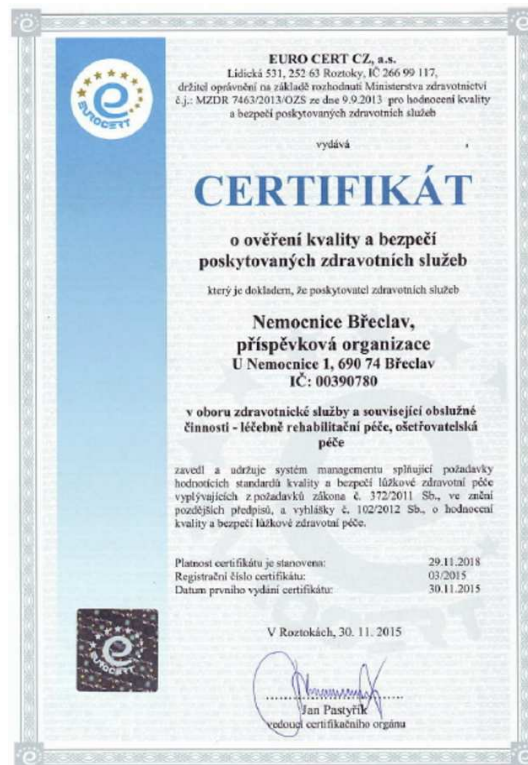 EURO CERT CZ, a.s.
Lidická 531, 252 63 Roztoky, IČ 266 99 117,
držitel oprávnění na základě rozhodnutí Ministerstva zdravotnictví
č.j.: MZDR 7463/2013/OZS ze dne 9.9.2013 pro hodnocení kvality
a bezpečí poskytovaných zdravotních služeb
vydává
CERTIFIKÁT
o ověření kvality a bezpečí
poskytovaných zdravotních služeb
který je dokladem, že poskytovatel zdravotních služeb
Nemocnice Břeclav,
příspěvková organizace
U Nemocnice 1, 690 74 Břeclav
IČ: 00390780
v oboru zdravotnické služby a související obslužné
činnosti - léčebně rehabilitační péče, ošetřovatelská
péče
zavedl a udržuje systém managementu splňující požadavky
hodnotících standardů kvality a bezpečí lůžkové zdravotní péče
vyplývajících z požadavků zákona č. 372/2011 Sb., ve znění
pozdějších předpisů, a vyhlášky č. 102/2012 Sb., o hodnocení
kvality a bezpečí lůžkové zdravotní péče.
Platnost certifikátu je stanovena: 29.11.2018
Registrační číslo certifikátu: 03/2015
Datum prvního vydání certifikátu: 30.11.2015
V Roztokách, 30. 11. 2015
Jan Pastyřík
vedoucí certifikačního orgánu
EUROCERT
EUROCERT